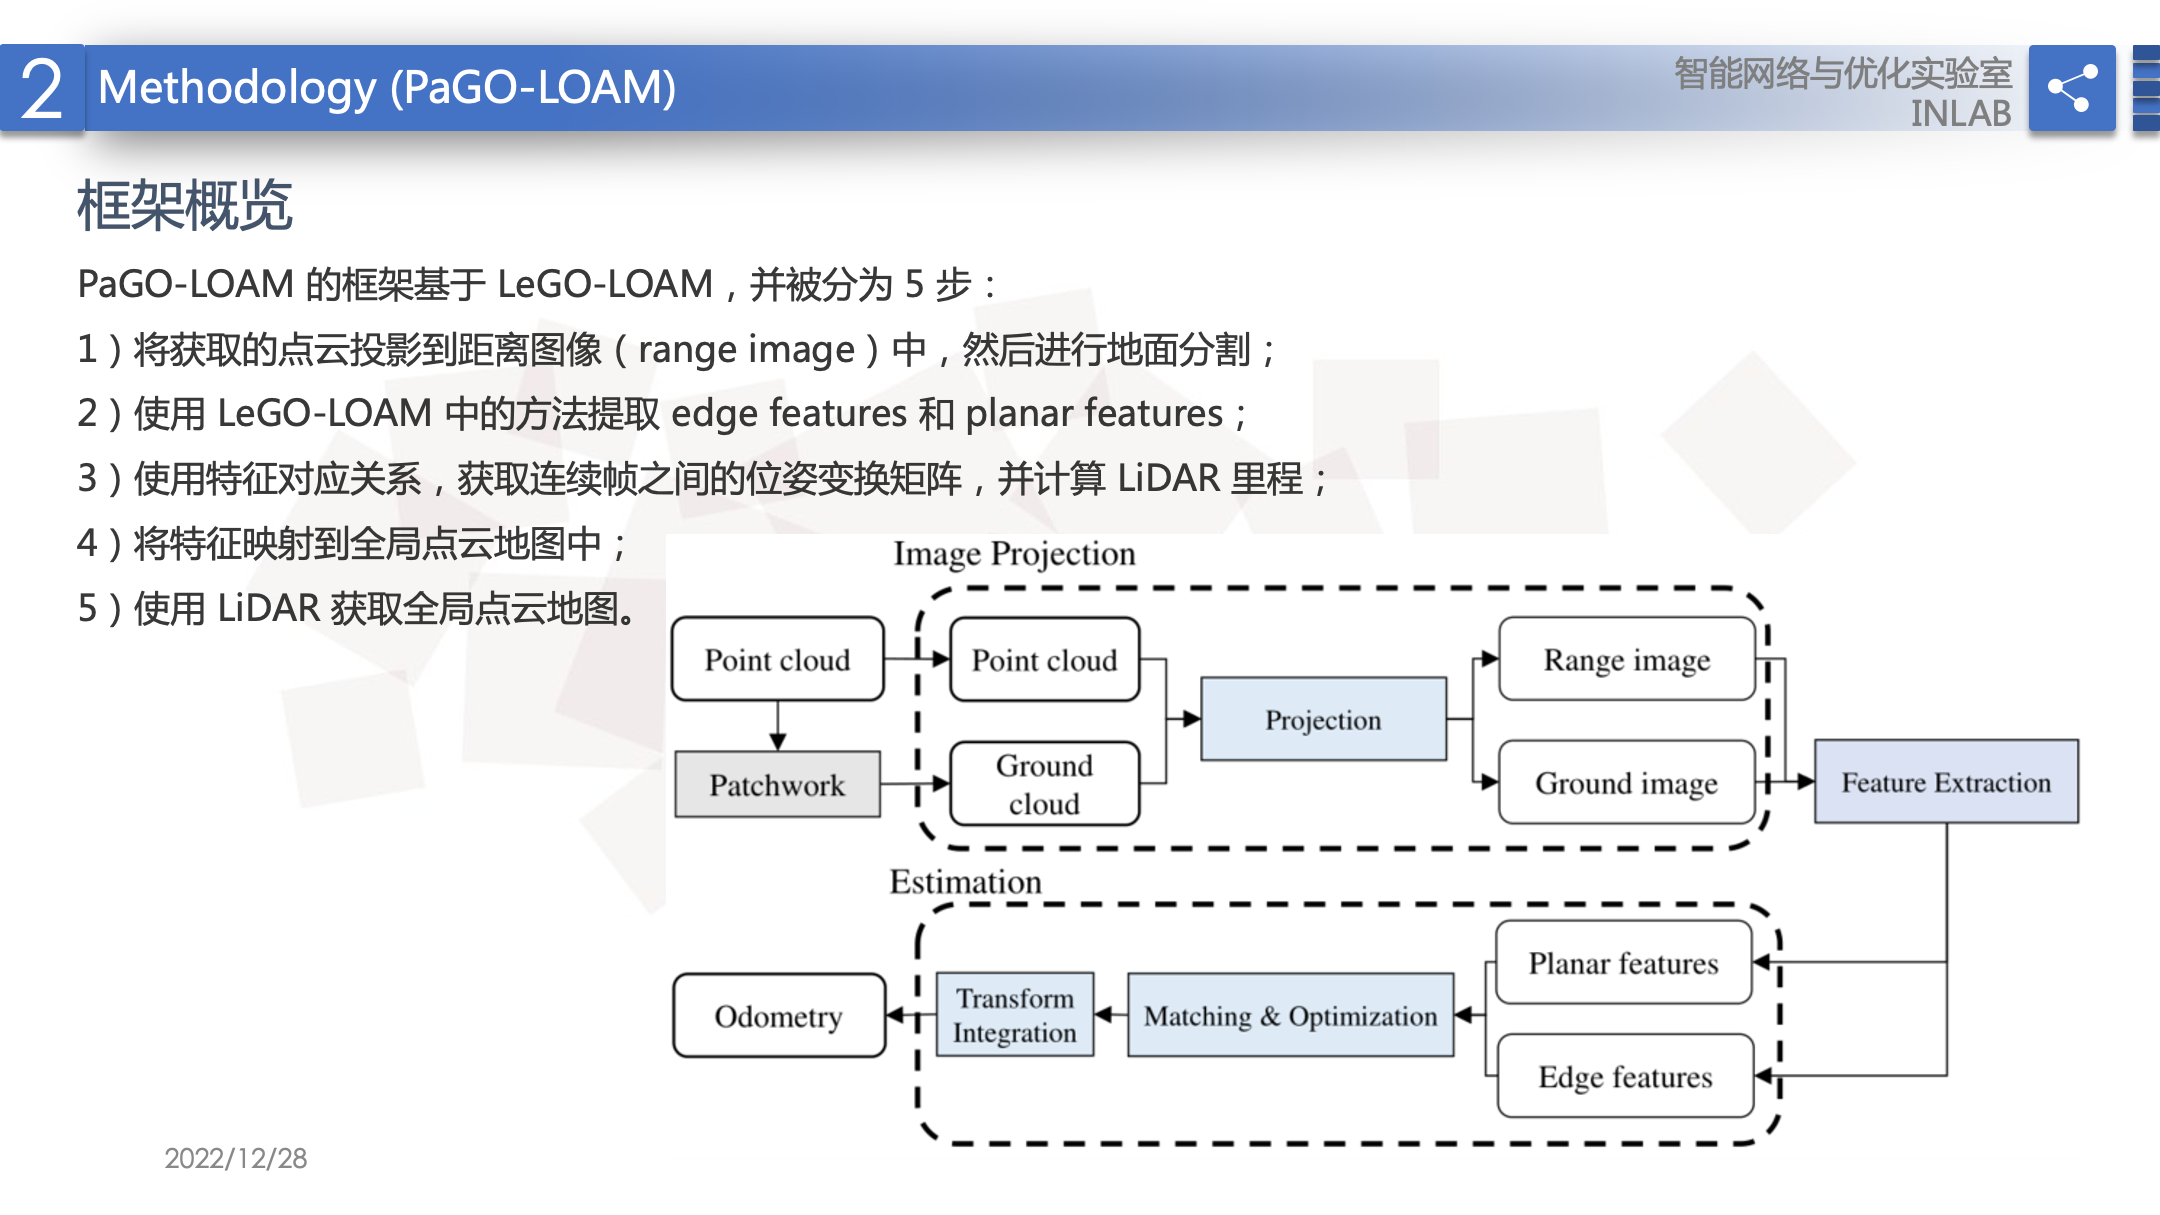 2
Methodology (PaGO-LOAM)
智能网络与优化实验室
INLAB
框架概览
PaGO-LOAM 的框架基于 LeGO-LOAM，并被分为 5 步：
1）将获取的点云投影到距离图像（range image）中，然后进行地面分割；
2）使用 LeGO-LOAM 中的方法提取 edge features 和 planar features；
3）使用特征对应关系，获取连续帧之间的位姿变换矩阵，并计算 LiDAR 里程；
4）将特征映射到全局点云地图中；
5）使用 LiDAR 获取全局点云地图。
Image Projection
Point cloud
Point cloud
Range image
Projection
Patchwork
Ground
cloud
Ground image
Feature Extraction
Estimation
Planar features
Odometry
Transform
Integration
Matching & Optimization
Edge features
2022/12/28